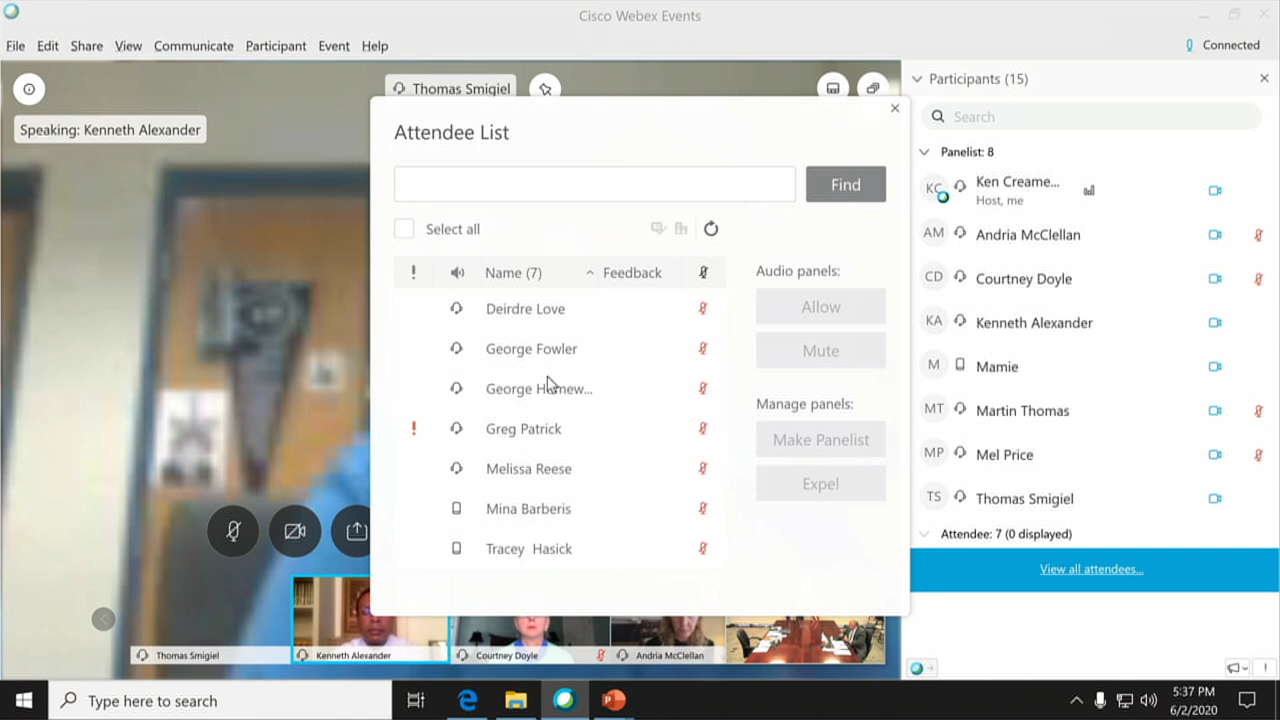 Cisco Webex Events
File Edit Share View Communicate Participant Event Help
Connected
Thomas Smigiel
Speaking: Kenneth Alexander
Attendee List
Find
Select all
Name (7) Feedback
Deirdre Love
George Fowler
George Homew...
Greg Patrick
Melissa Reese
Mina Barberis
Tracey Hasick
Audio panels:
Allow
Mute
Manage panels:
Make Panelist
Expel
Participants (15)
Search
Panelist: 8
KC Ken Creame...
Host, me
AM Andria McClellan
CD Courtney Doyle
KA Kenneth Alexander
M Mamie
MT Martin Thomas
MP Mel Price
TS Thomas Smigiel
Attendee: 7 (0 displayed)
View all attendees...
Thomas Smigiel
Kenneth Alexander
Courtney Doyle
Andria McClellan
Type here to search
5:37 PM
6/2/2020